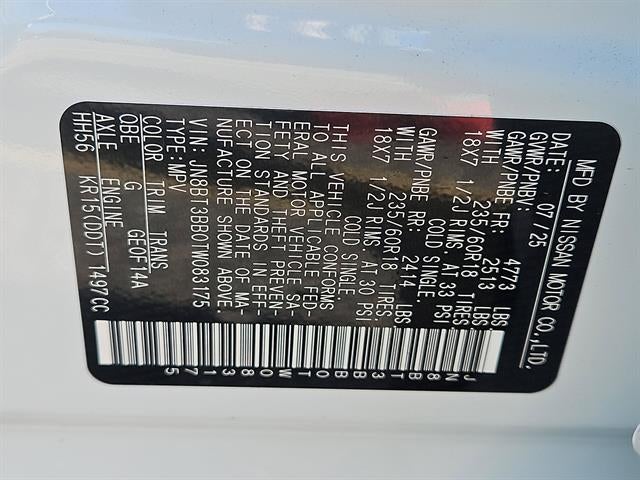 MFD BY NISSAN MOTOR CO.,LTD.
DATE: 07/25
GVWR/PNBV: 4773 LBS
GAWR/PNBE FR: 2513 LBS.
WITH 235/60R18 TIRES
18X7 1/2J RIMS, AT 33 PSI
COLD SINGLE.
GAWR/PNBE RR: 2414 LBS
WITH 235/60R18 TIRES
18X7 1/2J RIMS, AT 30 PSI
COLD SINGLE.
THIS VEHICLE CONFORMS
TO ALL APPLICABLE FED-
ERAL MOTOR VEHICLE SA-
FETY AND THEFT PREVEN-
TION STANDARDS IN EFF-
ECT ON THE DATE OF MA-
NUFACTURE SHOWN ABOVE.
VIN: JN8BT3BB0TW083175
TYPE:MPV
COLOR TRIM TRANS
QBE G GE0F14A
AXLE ENGINE
HH56 KR15(DDT) 1497CC
JN8BT3BB0TW083175